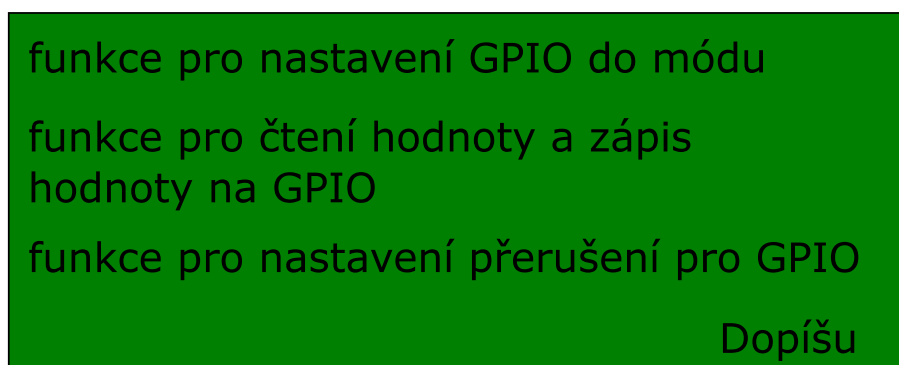 funkce pro nastavení GPIO do módu
funkce pro čtení hodnoty a zápis
hodnoty na GPIO
funkce pro nastavení přerušení pro GPIO
Dopíšu